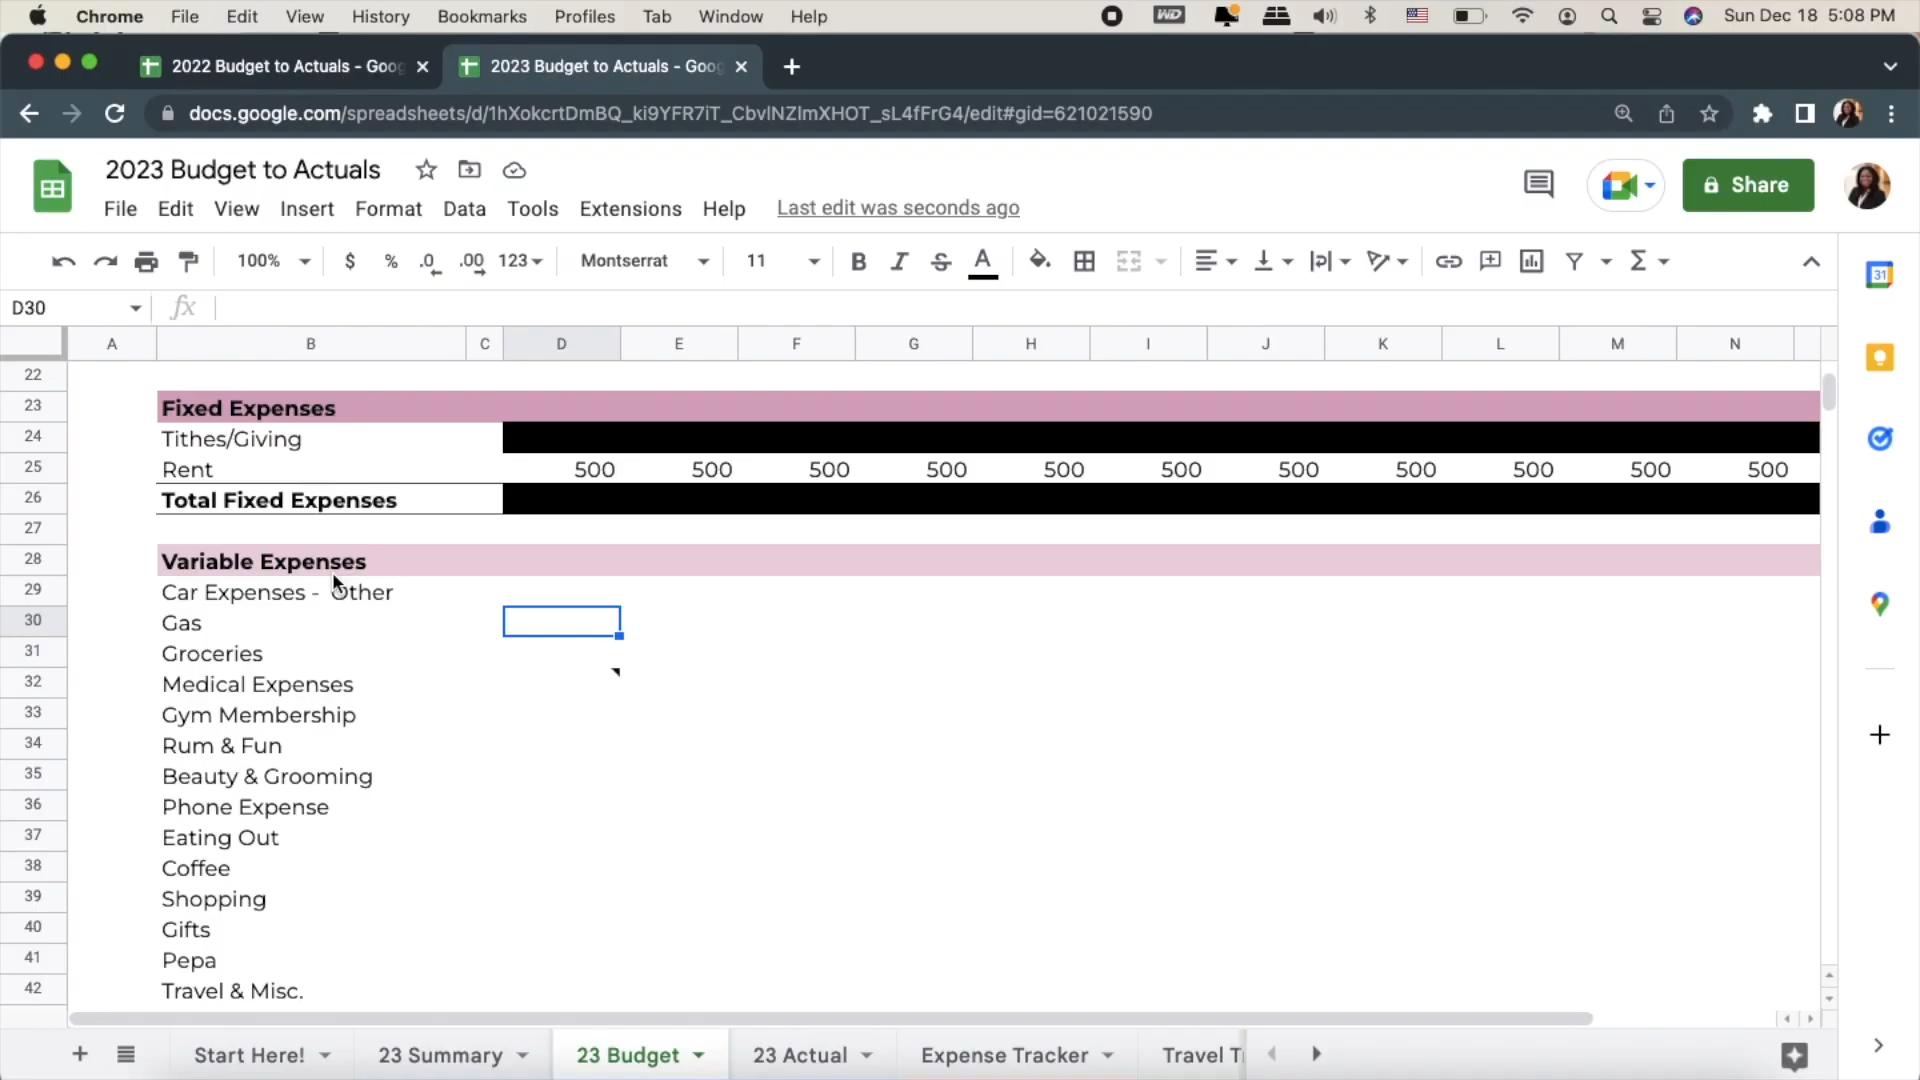 Chrome File Edit View History Bookmarks Profiles Tab Window Help WD Sun Dec 18 5:08 PM
2022 Budget to Actuals - Goog 2023 Budget to Actuals - Goog
docs.google.com/spreadsheets/d/1hXokcrtDmBQ_ki9YFR7iT_CbvlNZImXHOT_sL4fFrG4/edit#gid=621021590
2023 Budget to Actuals Share
File Edit View Insert Format Data Tools Extensions Help Last edit was seconds ago
100% $ % .0 .00 123 Montserrat 11 B I S A Σ 31
D30 fx
A B C D E F G H I J K L M N
22
23 Fixed Expenses
24 Tithes/Giving
25 Rent 500 500 500 500 500 500 500 500 500 500 500
26 Total Fixed Expenses
27
28 Variable Expenses
29 Car Expenses - Other
30 Gas
31 Groceries
32 Medical Expenses
33 Gym Membership
34 Rum & Fun
35 Beauty & Grooming
36 Phone Expense
37 Eating Out
38 Coffee
39 Shopping
40 Gifts
41 Pepa
42 Travel & Misc.
Start Here! 23 Summary 23 Budget 23 Actual Expense Tracker Travel T